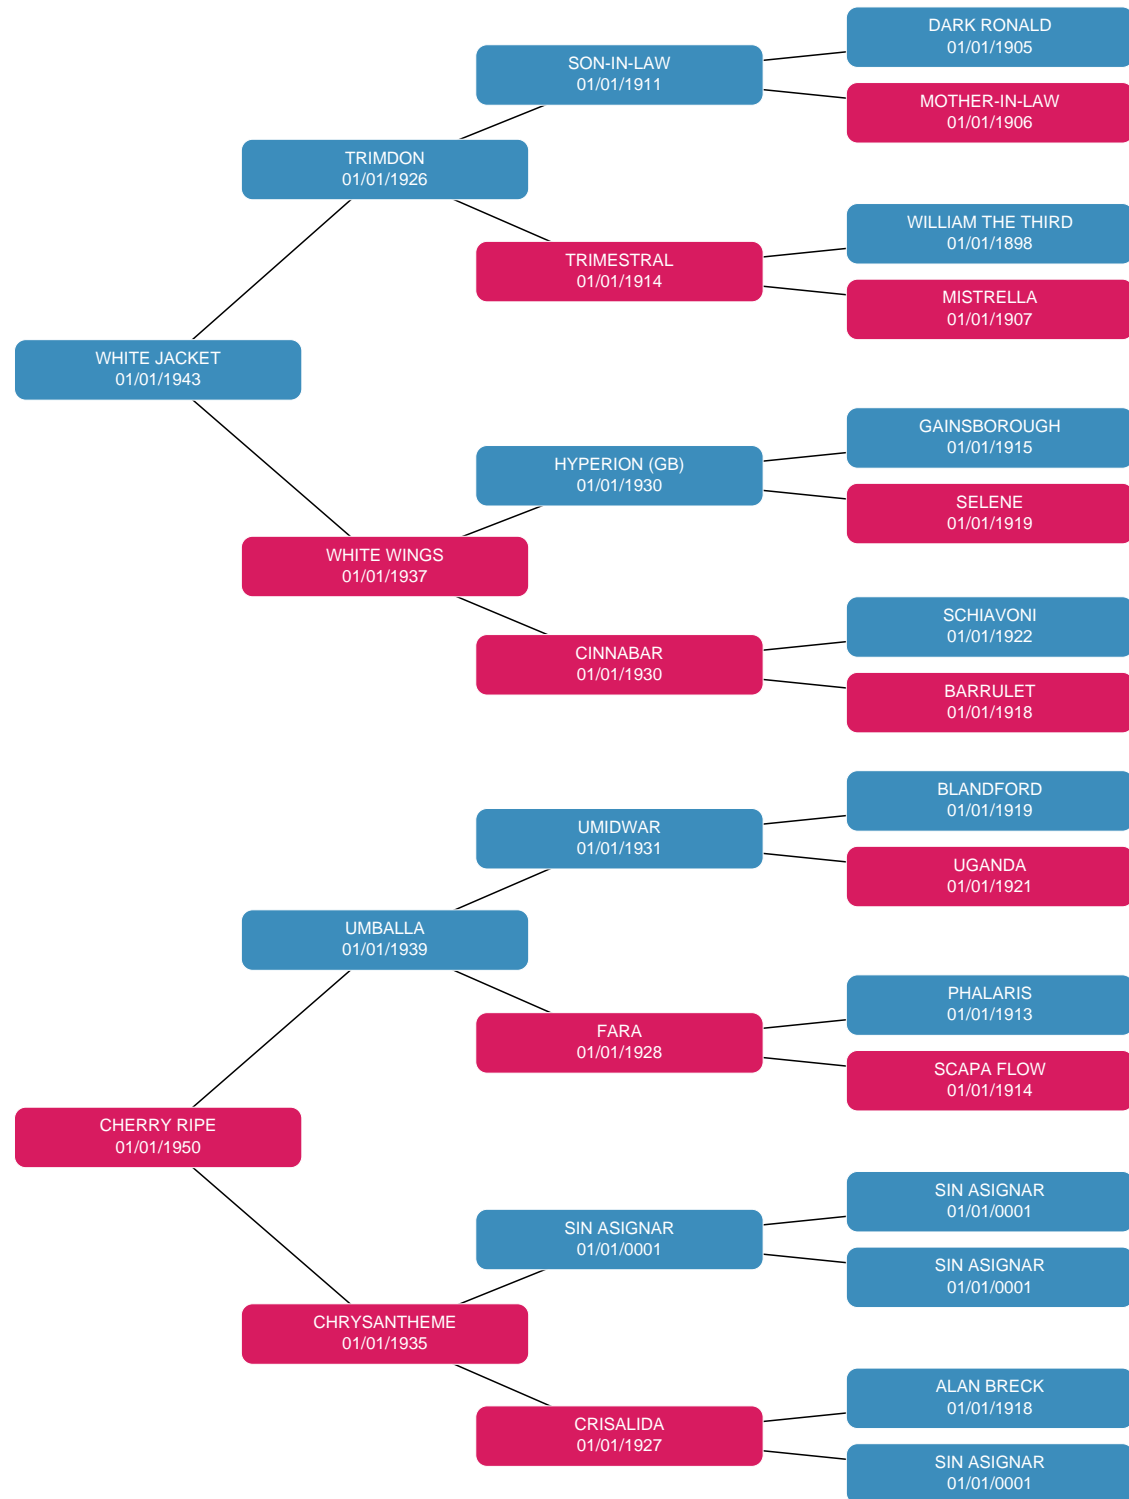 DARK RONALD
01/01/1905
SON-IN-LAW
01/01/1911
MOTHER-IN-LAW
01/01/1906
TRIMDON
01/01/1926
WILLIAM THE THIRD
01/01/1898
TRIMESTRAL
01/01/1914
MISTRELLA
01/01/1907
WHITE JACKET
01/01/1943
GAINSBOROUGH
01/01/1915
HYPERION (GB)
01/01/1930
SELENE
01/01/1919
WHITE WINGS
01/01/1937
SCHIAVONI
01/01/1922
CINNABAR
01/01/1930
BARRULET
01/01/1918
BLANDFORD
01/01/1919
UMIDWAR
01/01/1931
UGANDA
01/01/1921
UMBALLA
01/01/1939
PHALARIS
01/01/1913
FARA
01/01/1928
SCAPA FLOW
01/01/1914
CHERRY RIPE
01/01/1950
SIN ASIGNAR
01/01/0001
SIN ASIGNAR
01/01/0001
SIN ASIGNAR
01/01/0001
CHRYSANTHEME
01/01/1935
ALAN BRECK
01/01/1918
CRISALIDA
01/01/1927
SIN ASIGNAR
01/01/0001